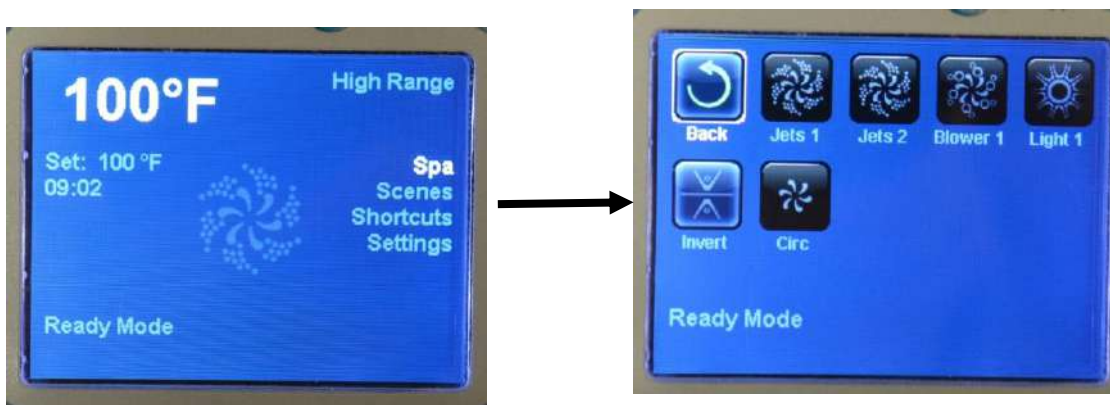 100°F
High Range
Set: 100 °F
09:02
Spa
Scenes
Shortcuts
Settings
Ready Mode
Back Jets 1 Jets 2 Blower 1 Light 1
Invert Circ
Ready Mode